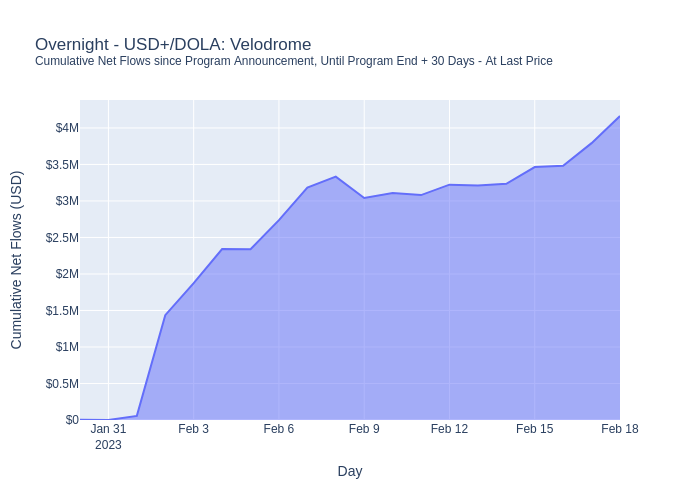 Overnight - USD+/DOLA: Velodrome
Cumulative Net Flows since Program Announcement, Until Program End + 30 Days - At Last Price
Cumulative Net Flows (USD)
$4M
$3.5M
$3M
$2.5M
$2M
$1.5M
$1M
$0.5M
$0
Jan 31 Feb 3 Feb 6 Feb 9 Feb 12 Feb 15 Feb 18
2023
Day